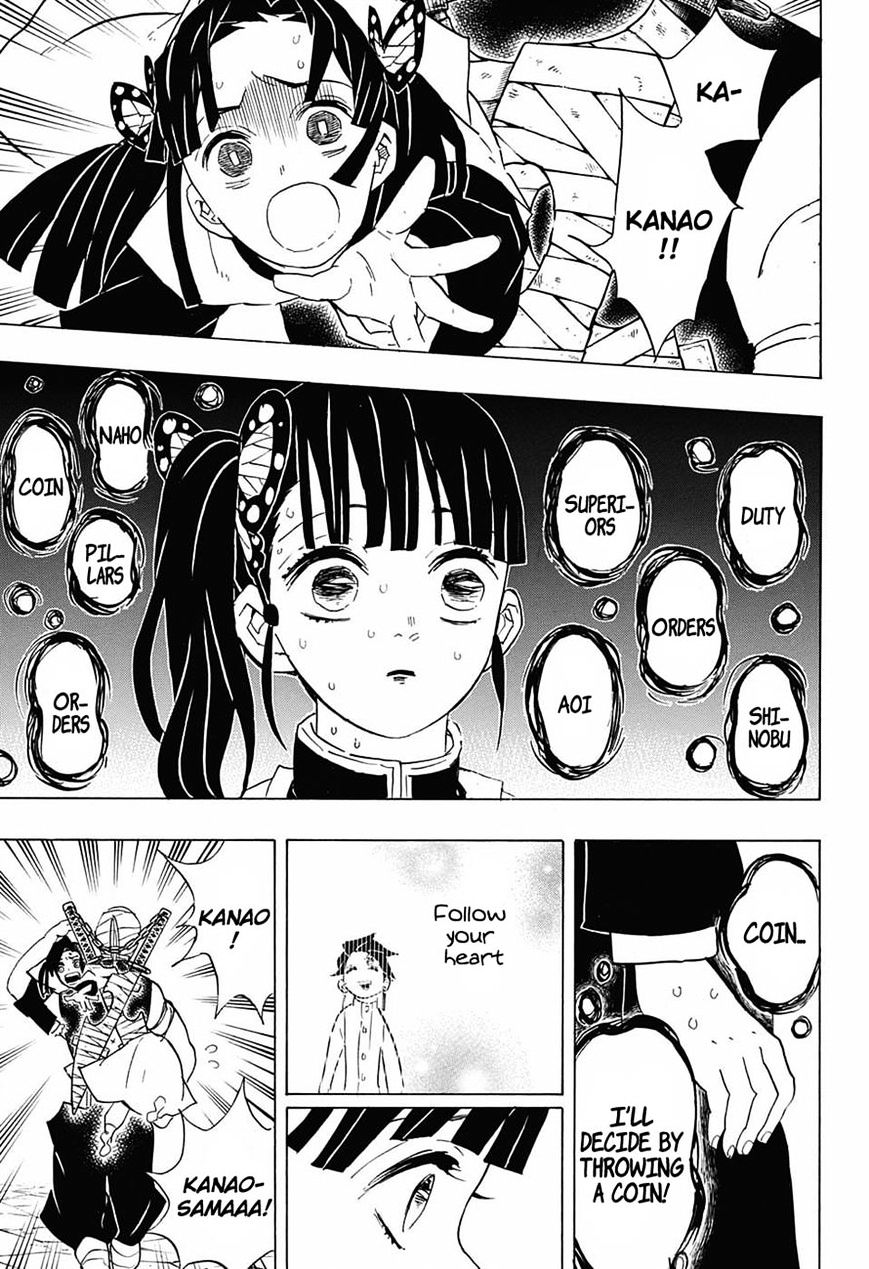 KA-
KANAO
!!
DUTY
SUPERI-
ORS
ORDERS
SHI-
NOBU
AOI
NAHO
COIN
PIL-
LARS
OR-
DERS
COIN...
I'LL
DECIDE BY
THROWING
A COIN!
Follow
your
heart
KANAO
!
KANAO-
SAMAAA!